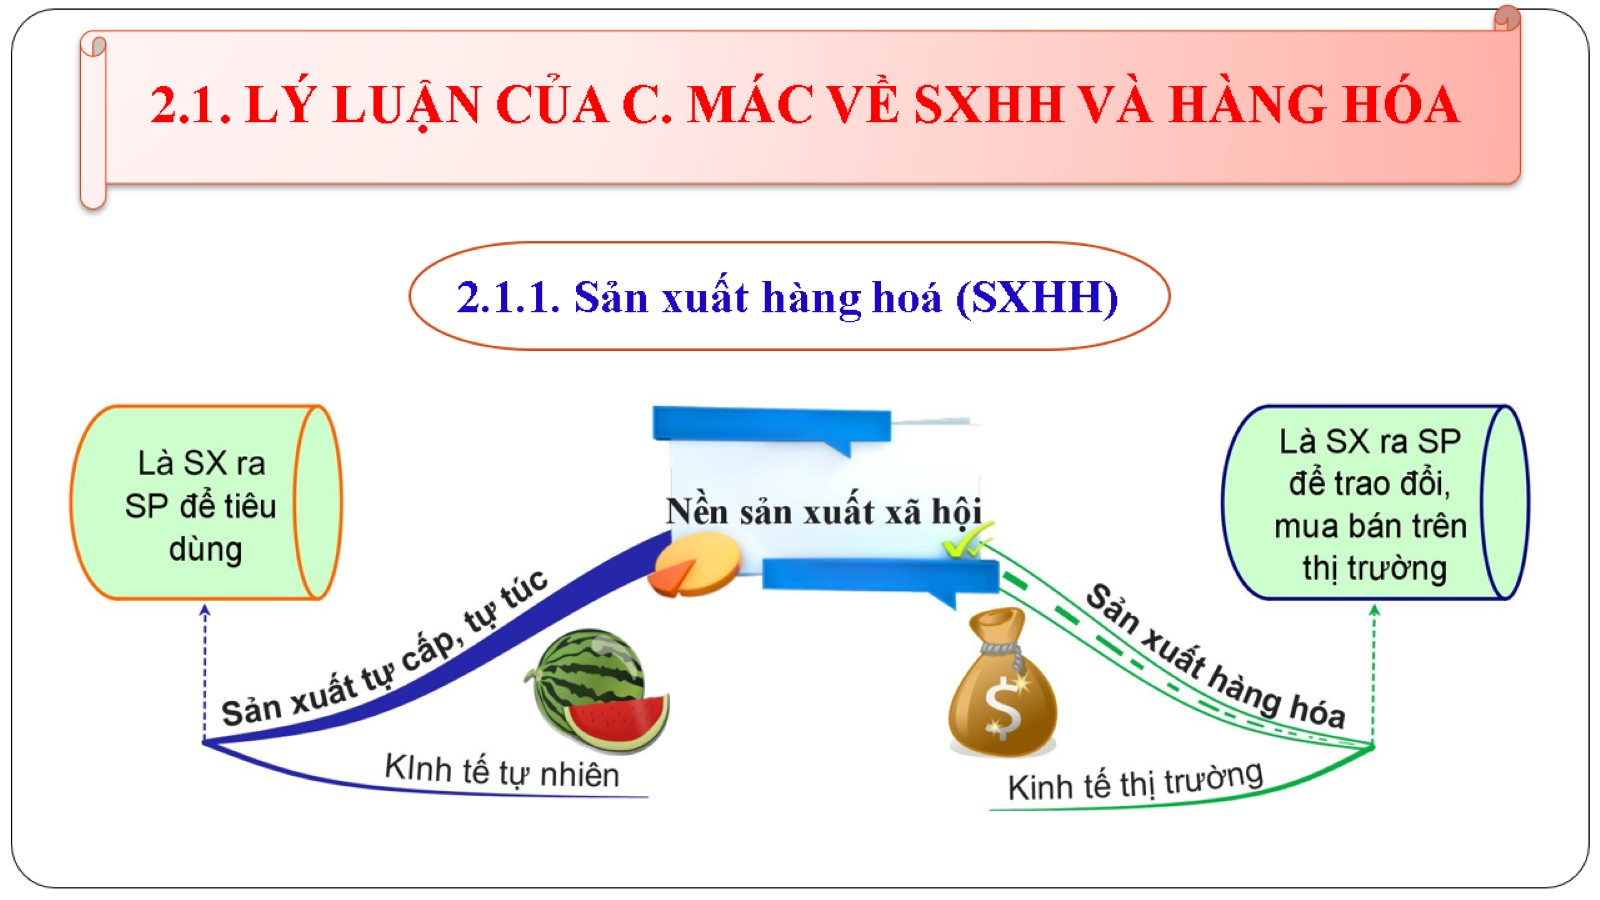 2.1. LÝ LUẬN CỦA C. MÁC VỀ SXHH VÀ HÀNG HÓA
2.1.1. Sản xuất hàng hoá (SXHH)
Là SX ra
SP để tiêu
dùng
Nền sản xuất xã hội
Là SX ra SP
để trao đổi,
mua bán trên
thị trường
Sản xuất tự cấp, tự túc
KInh tế tự nhiên
$
Sản xuất hàng hóa
Kinh tế thị trường